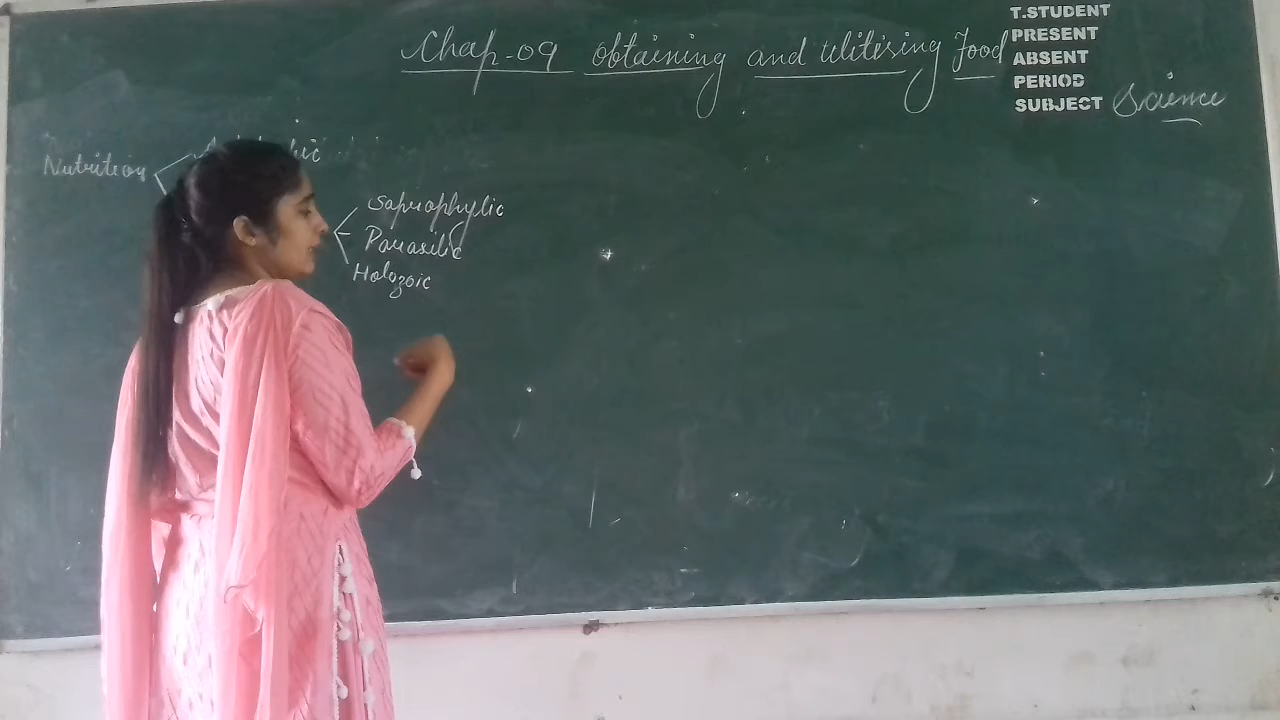 Chap-09 obtaining and Utilising Food
T.STUDENT
PRESENT
ABSENT
PERIOD
SUBJECT Science
Nutrition
Saprophytic
Parasitic
Holozoic